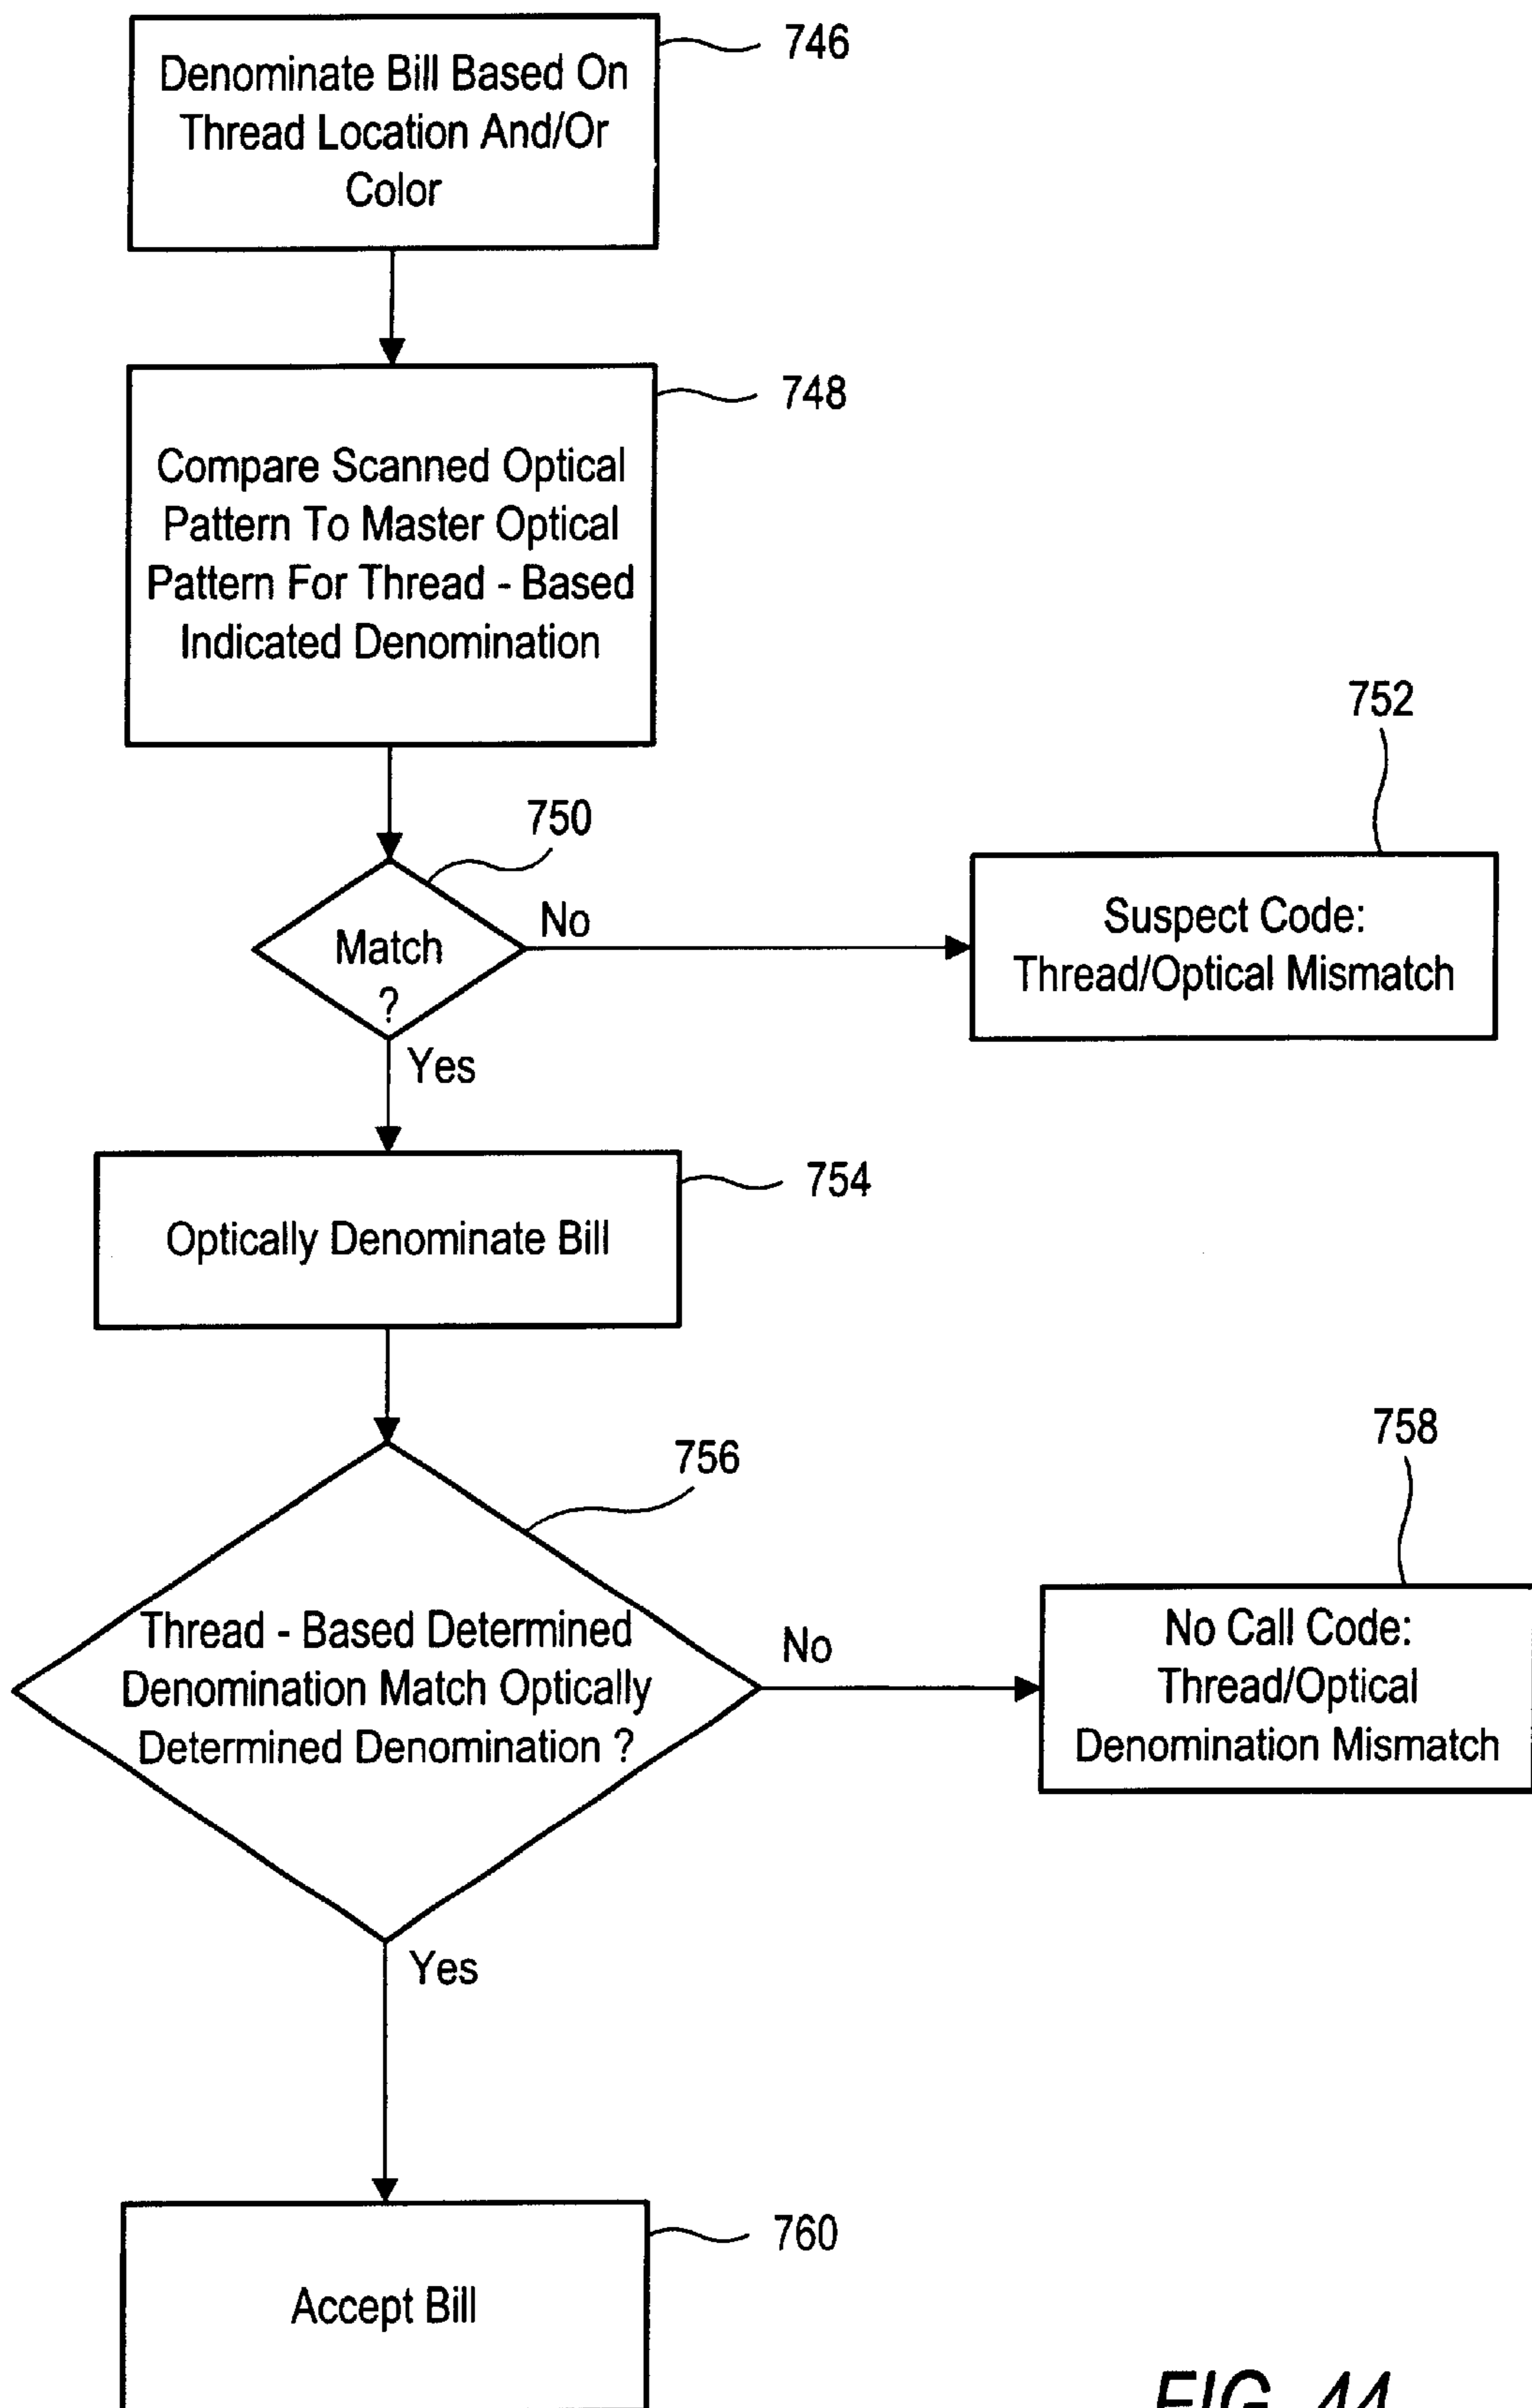 746
Denominate Bill Based On
Thread Location And/Or
Color
748
Compare Scanned Optical
Pattern To Master Optical
Pattern For Thread - Based
Indicated Denomination
752
750
Match
?
No
Suspect Code:
Thread/Optical Mismatch
Yes
754
Optically Denominate Bill
756
758
Thread - Based Determined
Denomination Match Optically
Determined Denomination ?
No
No Call Code:
Thread/Optical
Denomination Mismatch
Yes
760
Accept Bill
FIG. 44